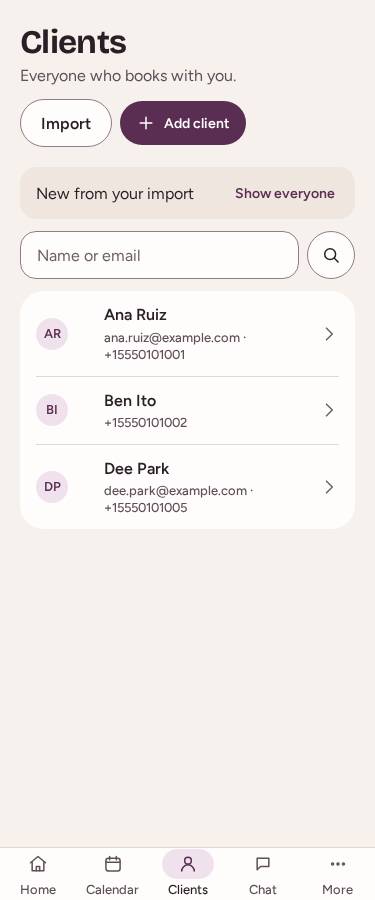 Clients
Everyone who books with you.
Import
Add client
New from your import
Show everyone
Name or email
AR
Ana Ruiz
ana.ruiz@example.com ·
+15550101001
BI
Ben Ito
+15550101002
DP
Dee Park
dee.park@example.com ·
+15550101005
Home
Calendar
Clients
Chat
More